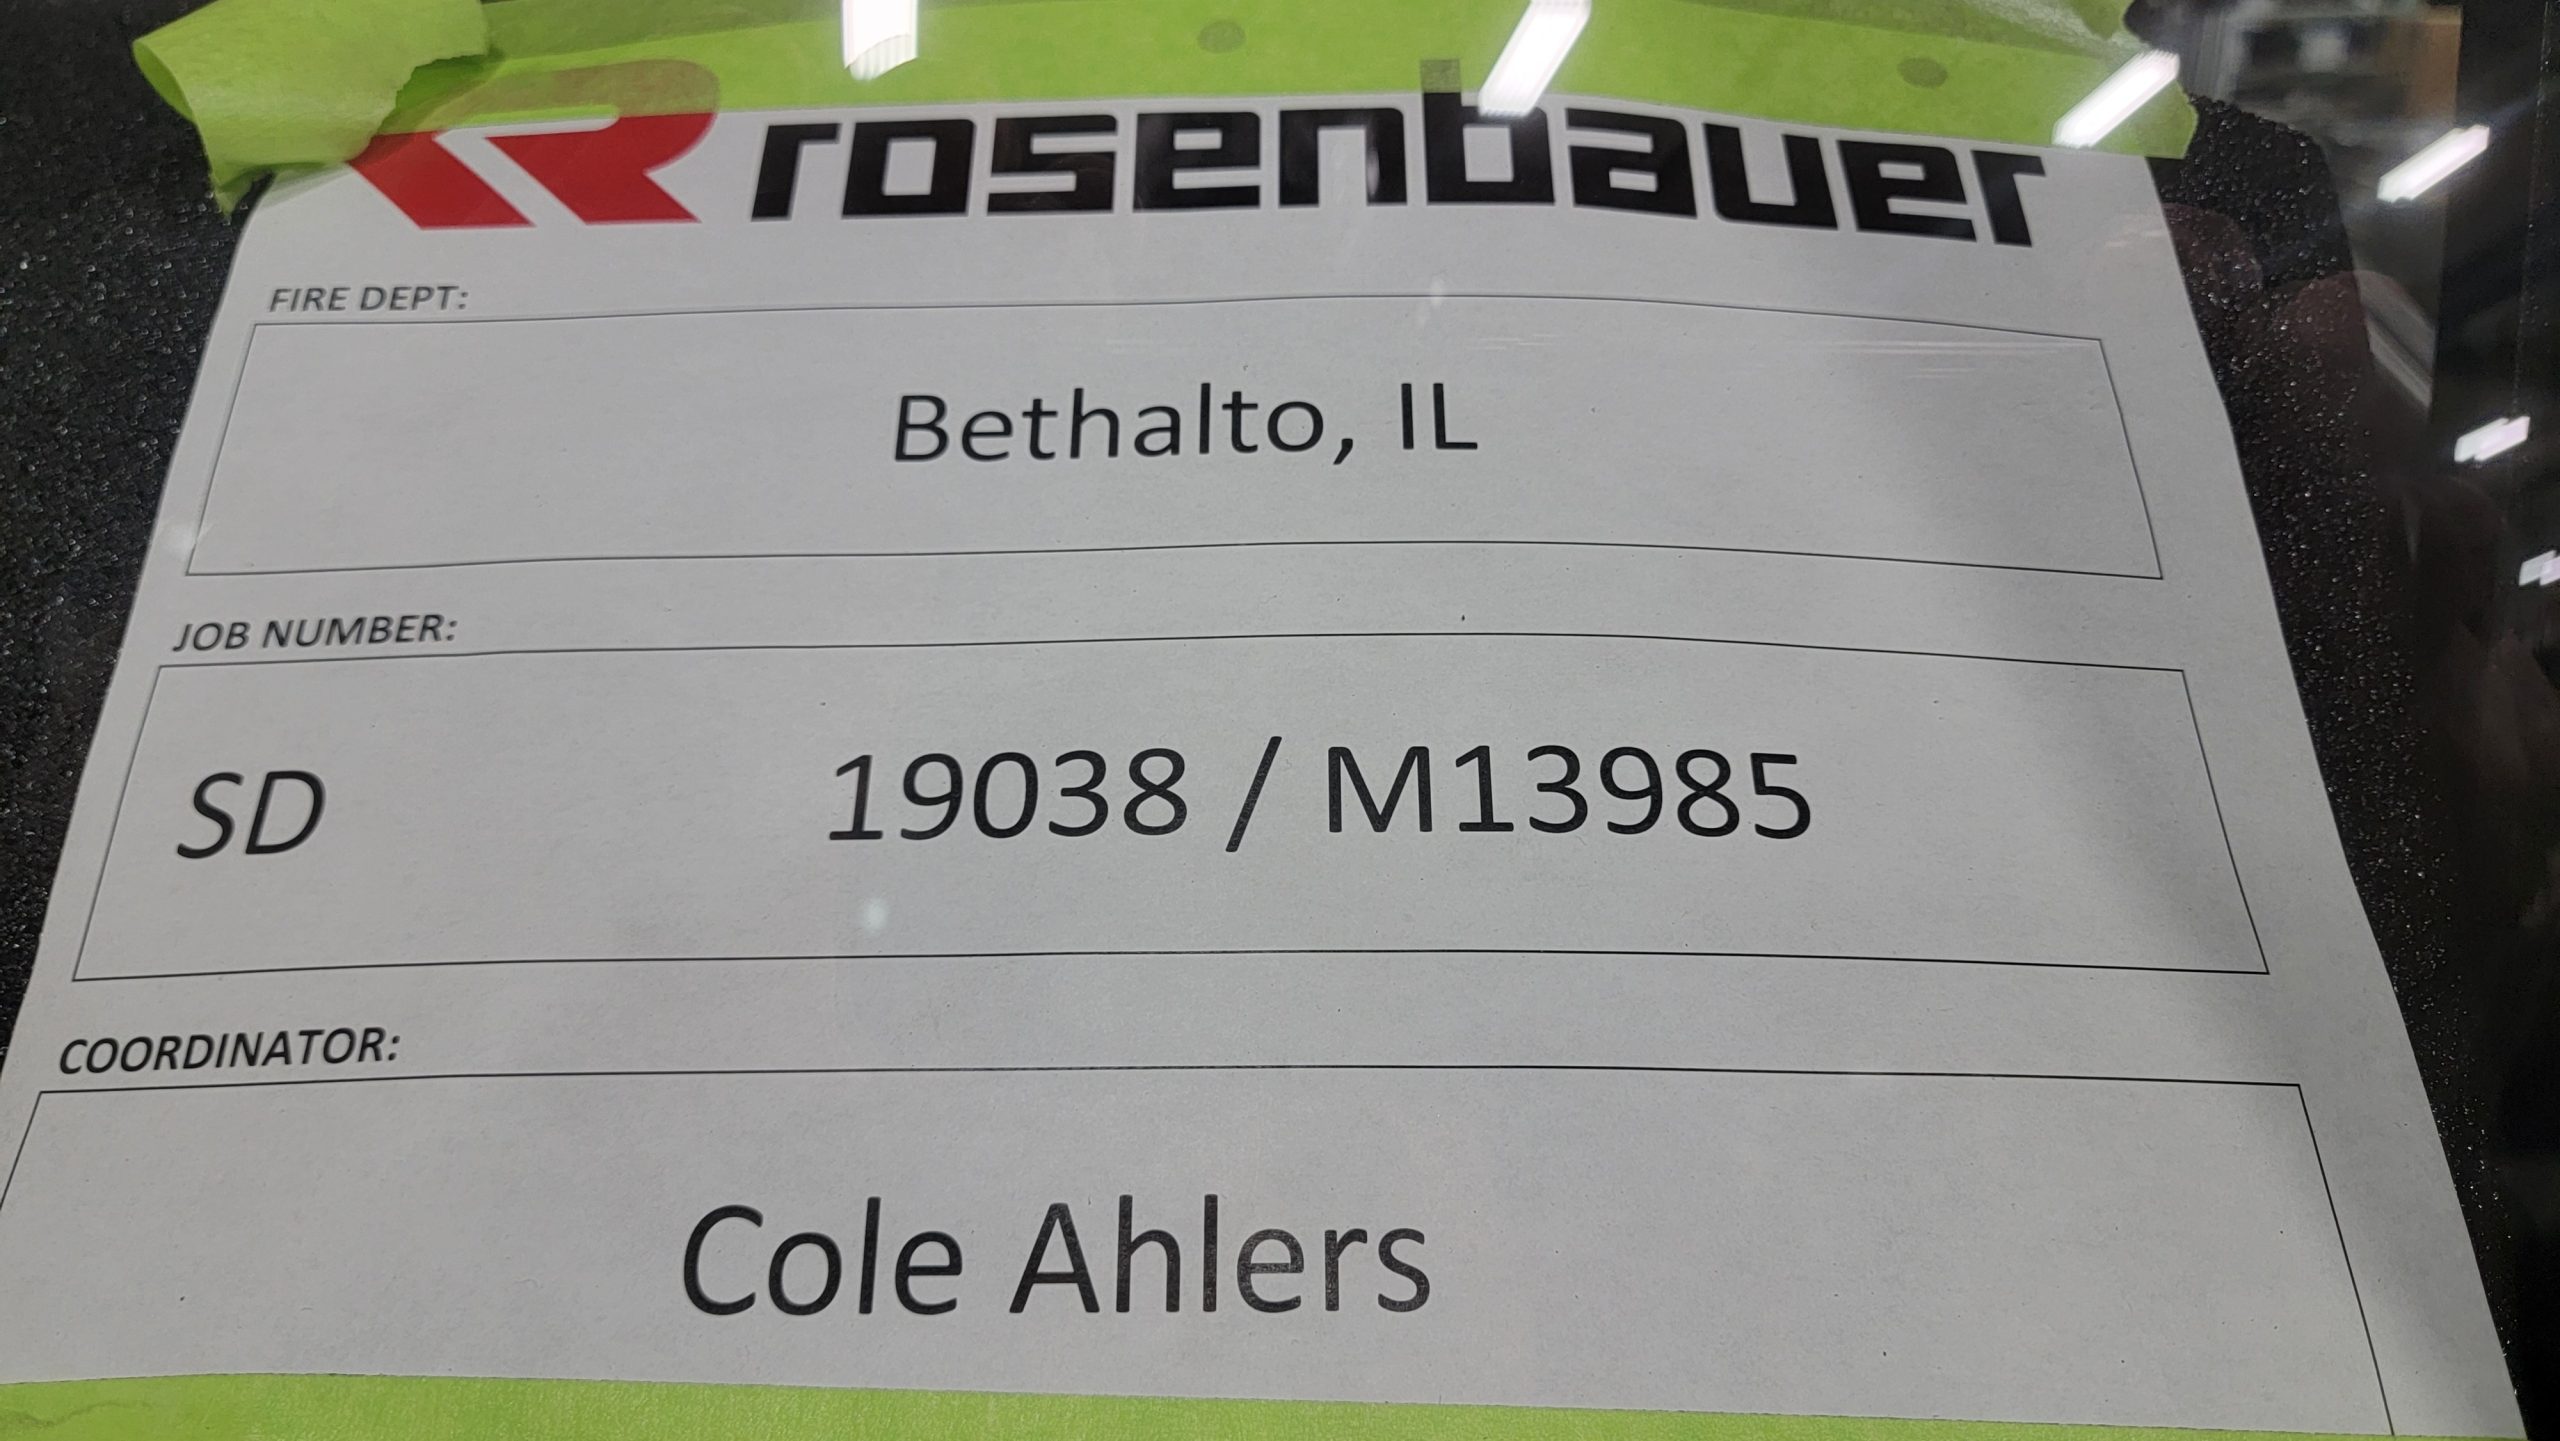 rosenbauer
FIRE DEPT:
Bethalto, IL
JOB NUMBER:
SD 19038 / M13985
COORDINATOR:
Cole Ahlers